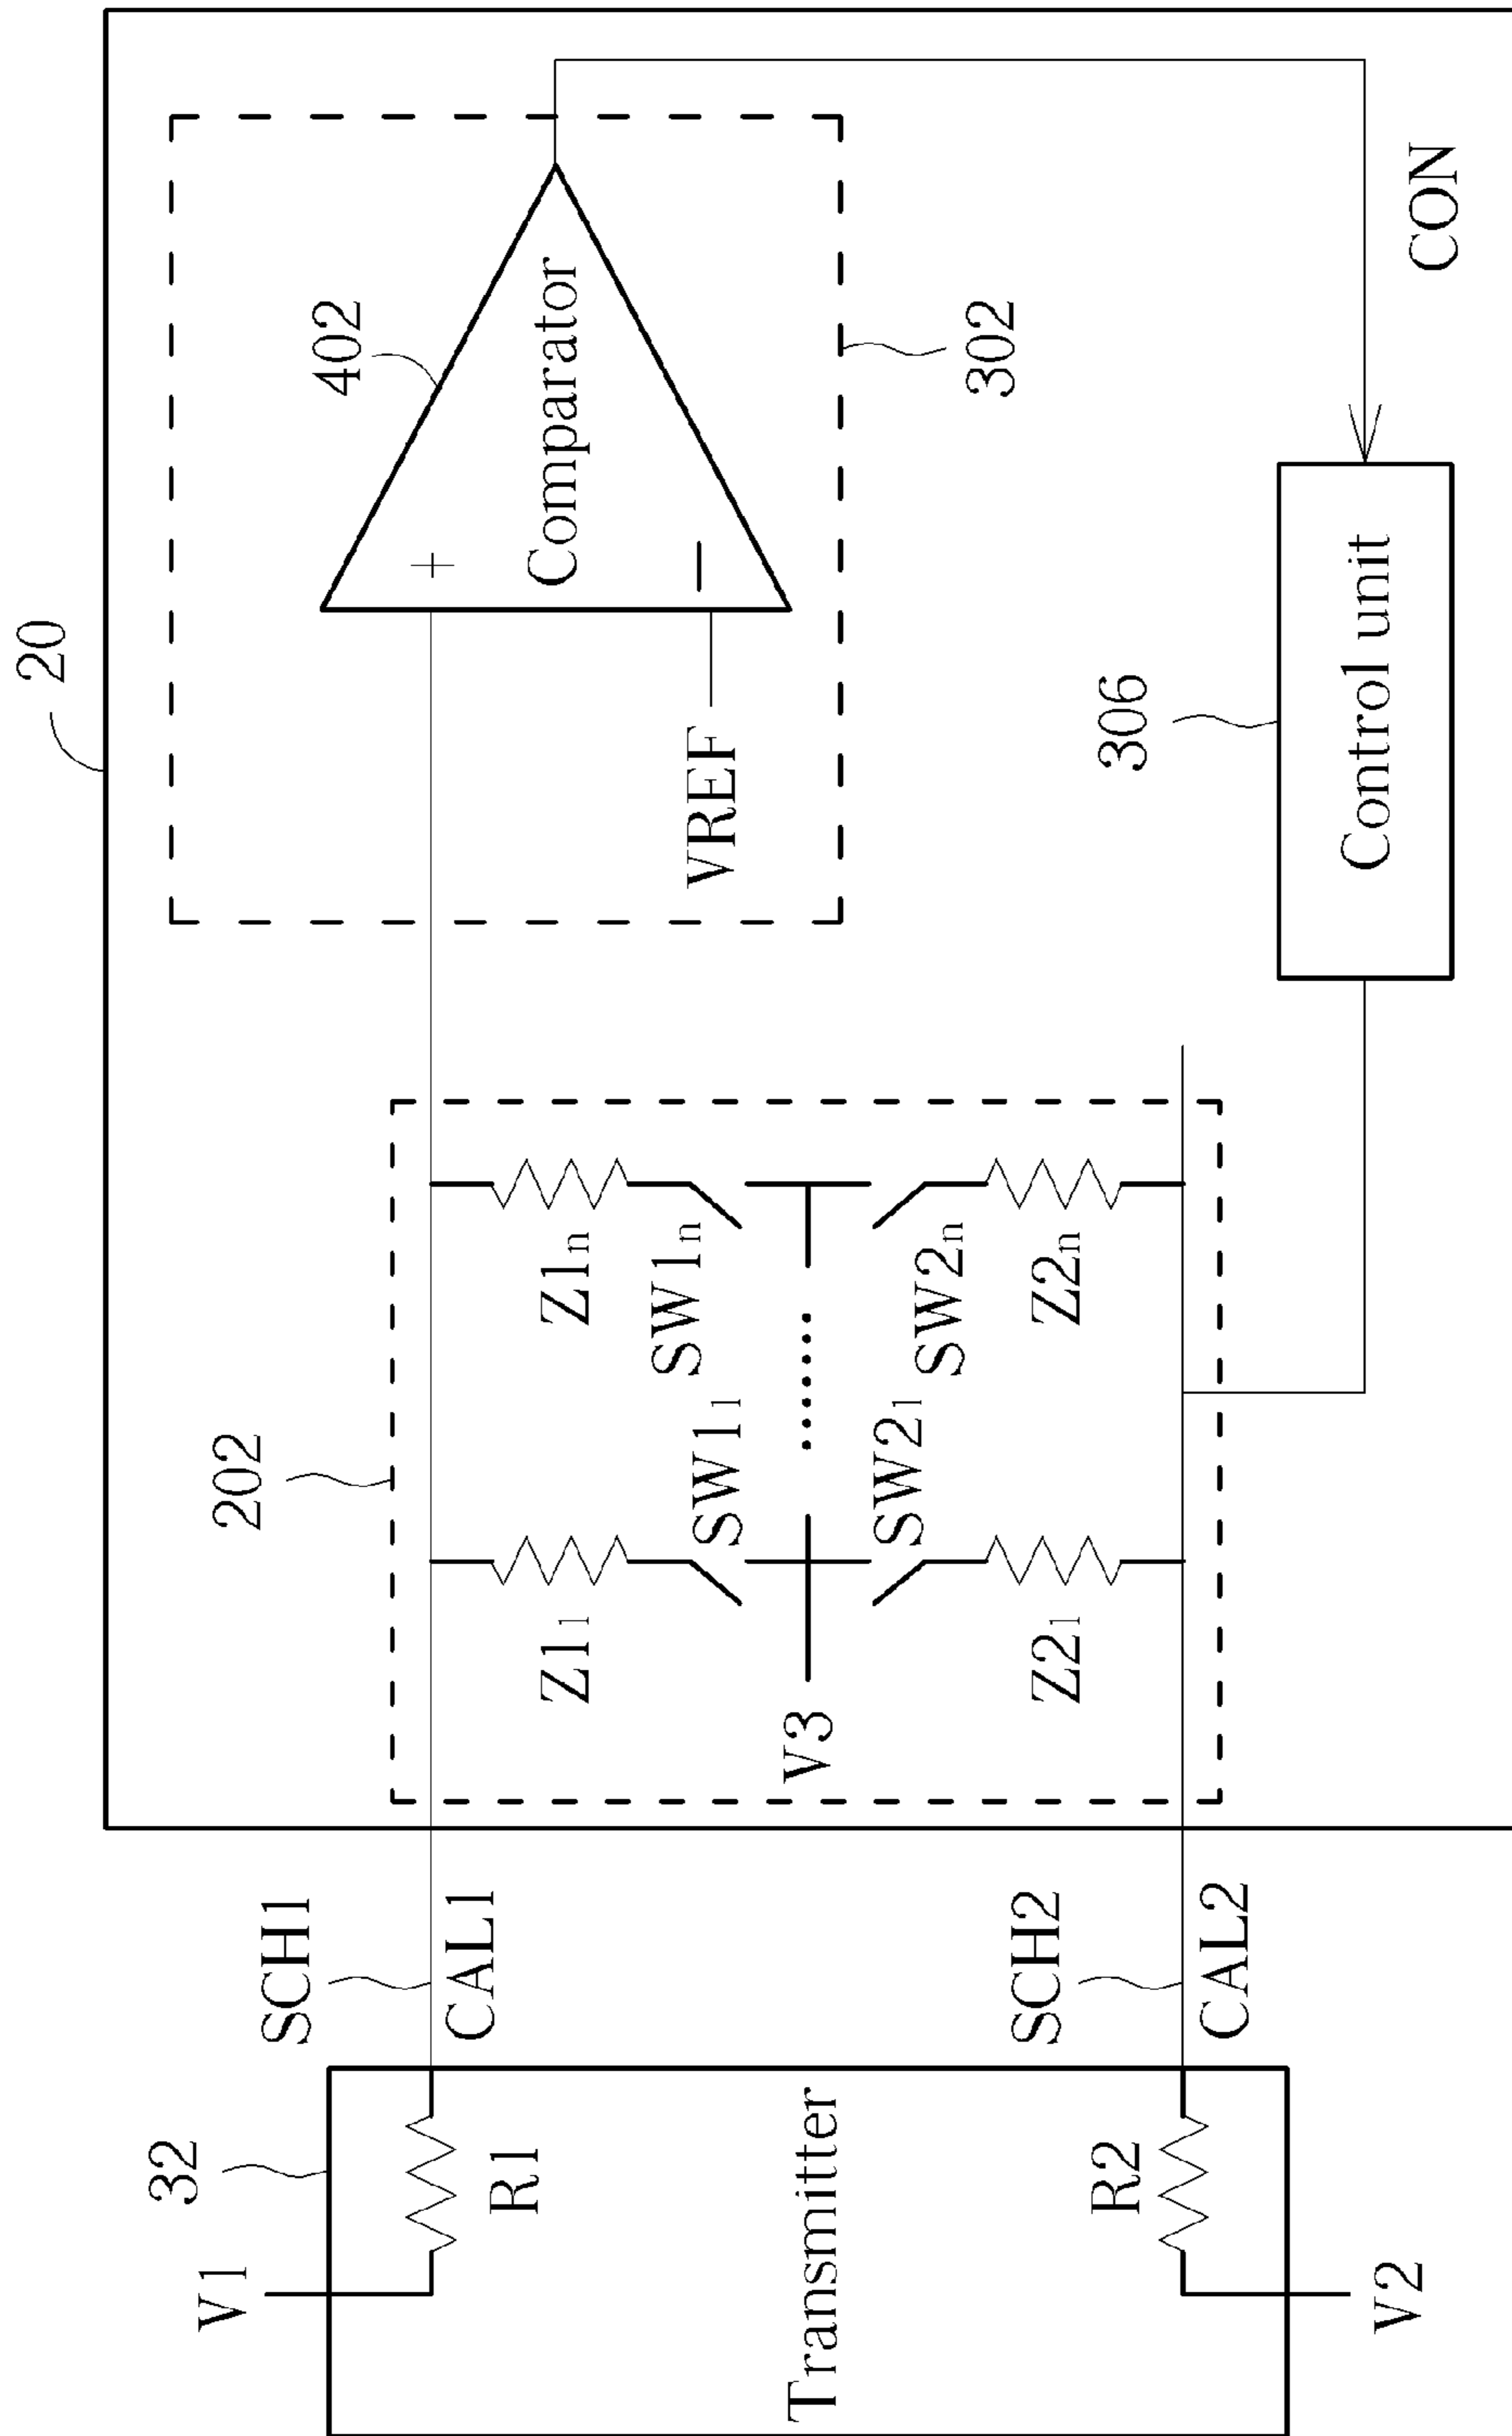 20
402
Comparator
+
−
VREF
302
CON
306
Control unit
202
Z11
SW11
Z1n
SW1n
V3
......
SW21
Z21
SW2n
Z2n
SCH1
CAL1
SCH2
CAL2
32
V1
R1
Transmitter
R2
V2